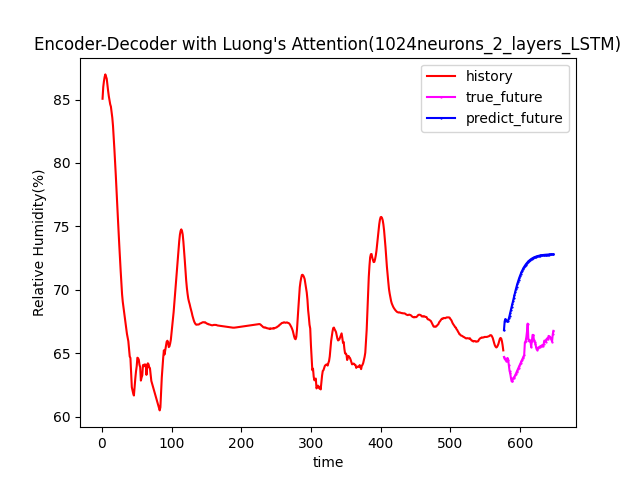 Encoder-Decoder with Luong's Attention(1024neurons_2_layers_LSTM)
history
true_future
predict_future
Relative Humidity(%)
85
80
75
70
65
60
0 100 200 300 400 500 600
time